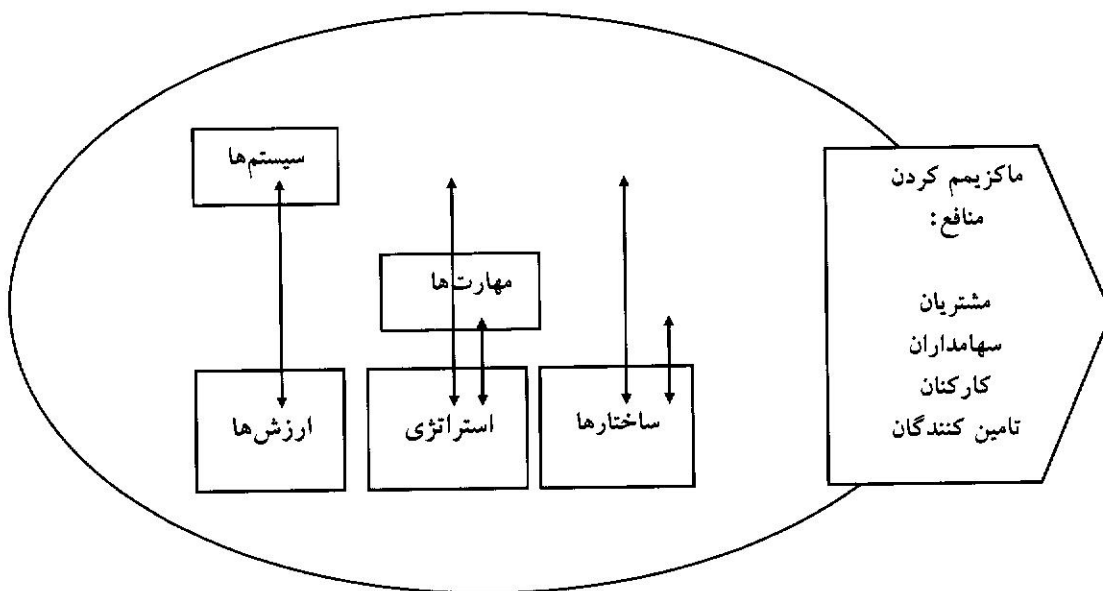 سیستم‌ها
مهارت‌ها
ساختارها
استراتژی
ارزش‌ها
ماکزیمم کردن
منافع:
مشتریان
سهامداران
کارکنان
تامین کنندگان